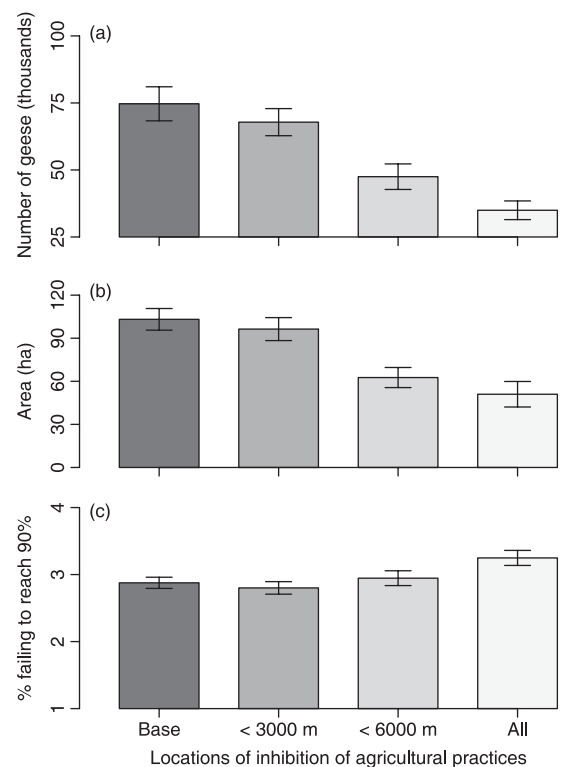 (a)
Number of geese (thousands)
100
75
50
25
(b)
Area (ha)
120
90
60
30
0
(c)
% failing to reach 90%
4
3
2
1
Base < 3000 m < 6000 m All
Locations of inhibition of agricultural practices